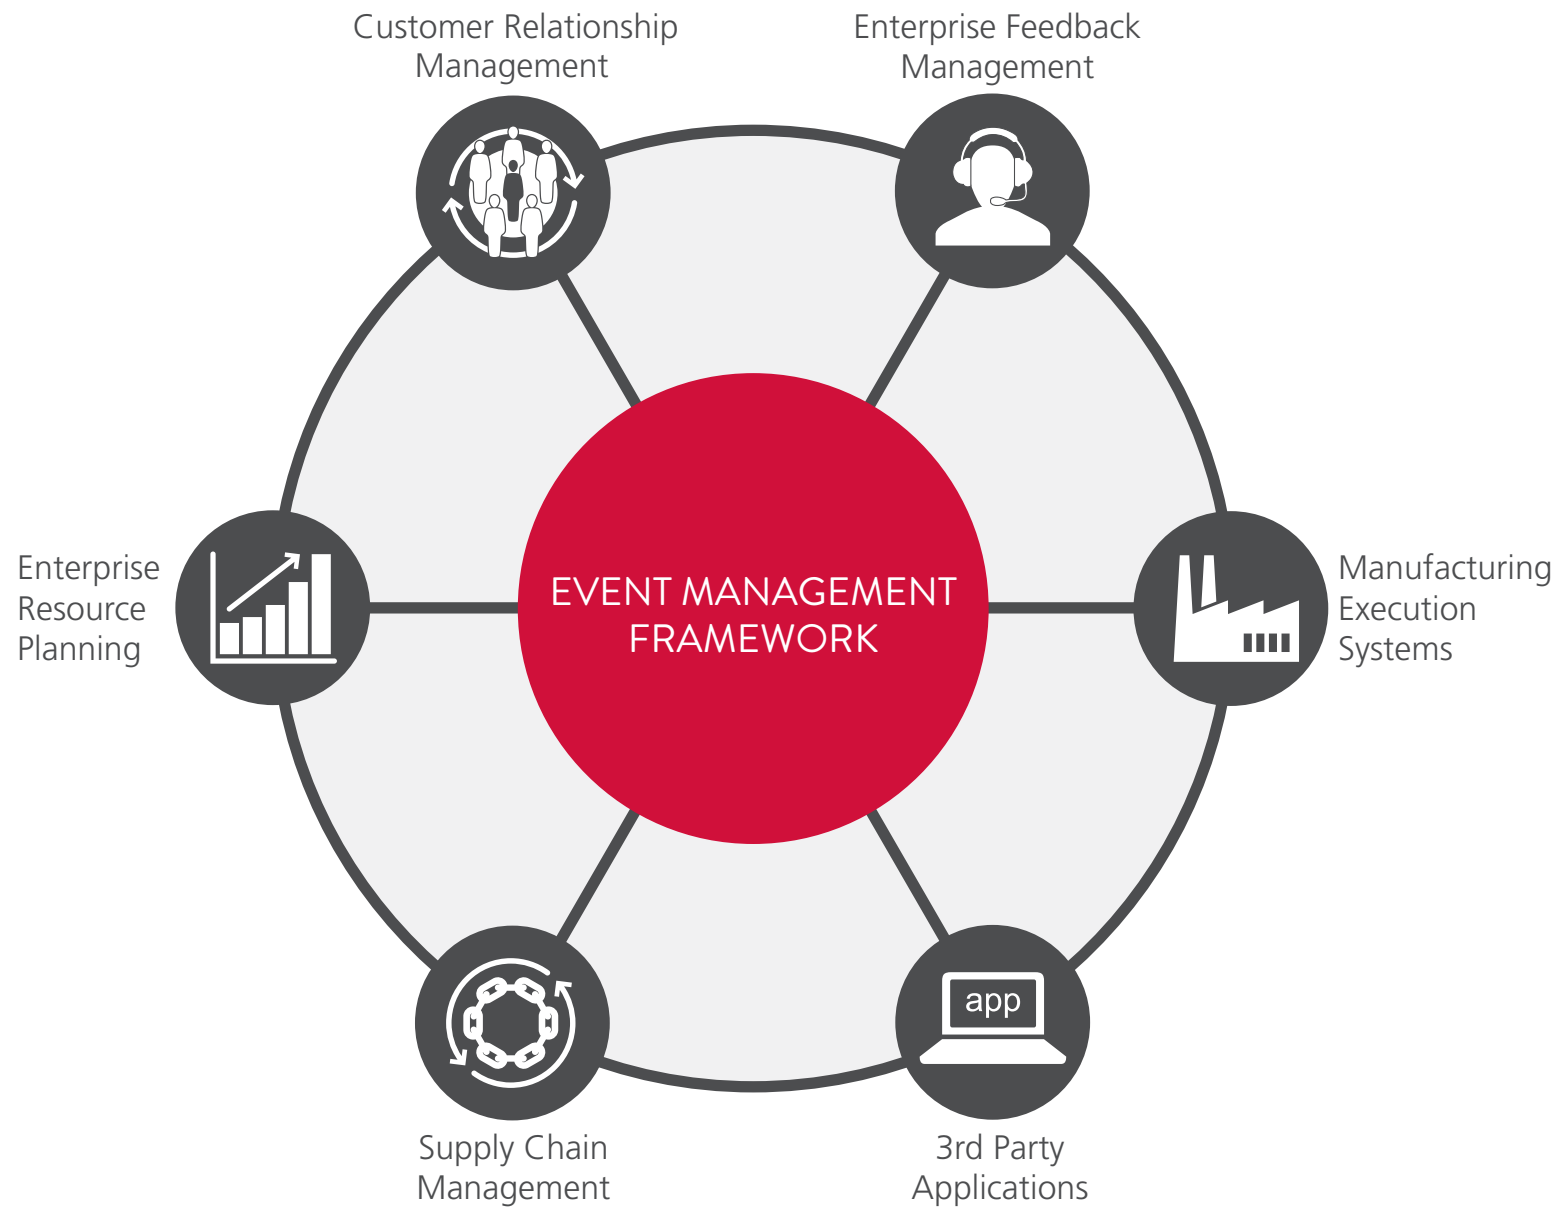 Customer Relationship
Management
Enterprise Feedback
Management
Enterprise
Resource
Planning
EVENT MANAGEMENT
FRAMEWORK
Manufacturing
Execution
Systems
app
Supply Chain
Management
3rd Party
Applications